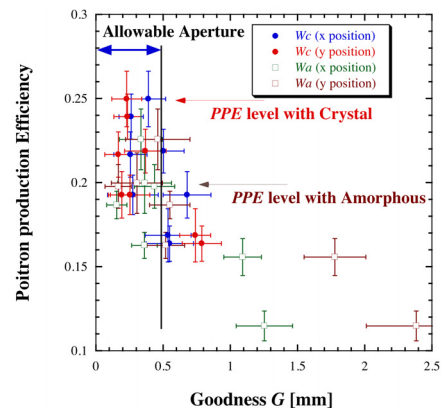 Allowable Aperture
Wc (x position)
Wc (y position)
Wa (x position)
Wa (y position)
PPE level with Crystal
PPE level with Amorphous
Poitron production Efficiency
0.3
0.25
0.2
0.15
0.1
0
0.5
1
1.5
2
2.5
Goodness G [mm]